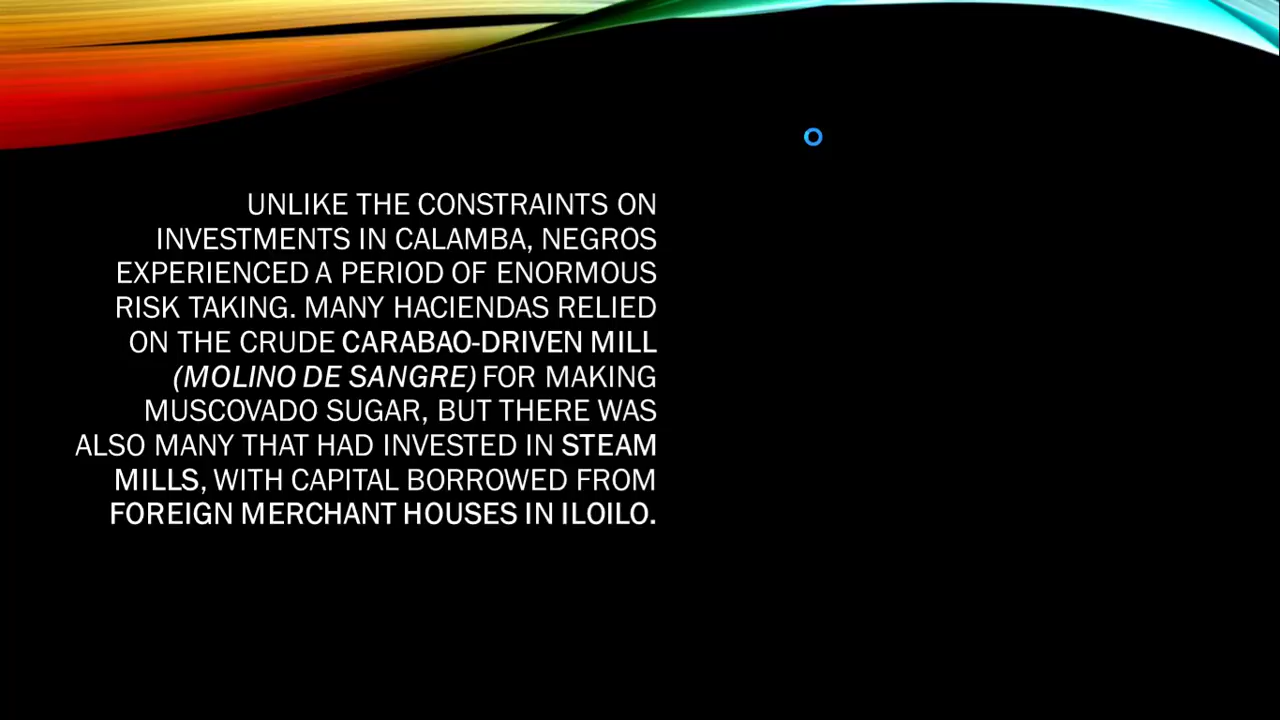 UNLIKE THE CONSTRAINTS ON
INVESTMENTS IN CALAMBA, NEGROS
EXPERIENCED A PERIOD OF ENORMOUS
RISK TAKING. MANY HACIENDAS RELIED
ON THE CRUDE CARABAO-DRIVEN MILL
(MOLINO DE SANGRE) FOR MAKING
MUSCOVADO SUGAR, BUT THERE WAS
ALSO MANY THAT HAD INVESTED IN STEAM
MILLS, WITH CAPITAL BORROWED FROM
FOREIGN MERCHANT HOUSES IN ILOILO.